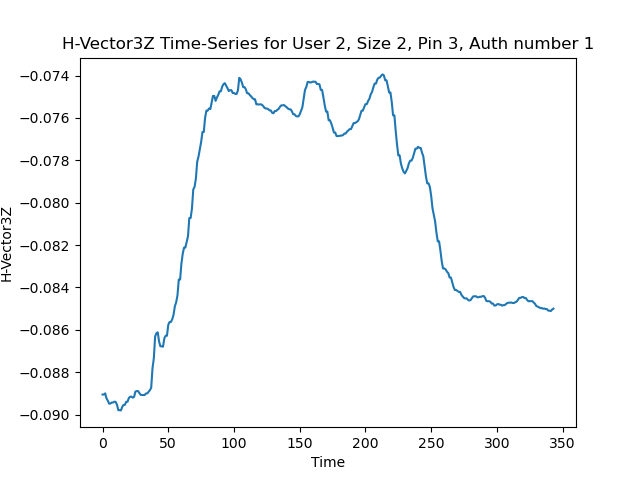 H-Vector3Z Time-Series for User 2, Size 2, Pin 3, Auth number 1
−0.074
−0.076
−0.078
−0.080
−0.082
−0.084
−0.086
−0.088
−0.090
H-Vector3Z
0 50 100 150 200 250 300 350
Time